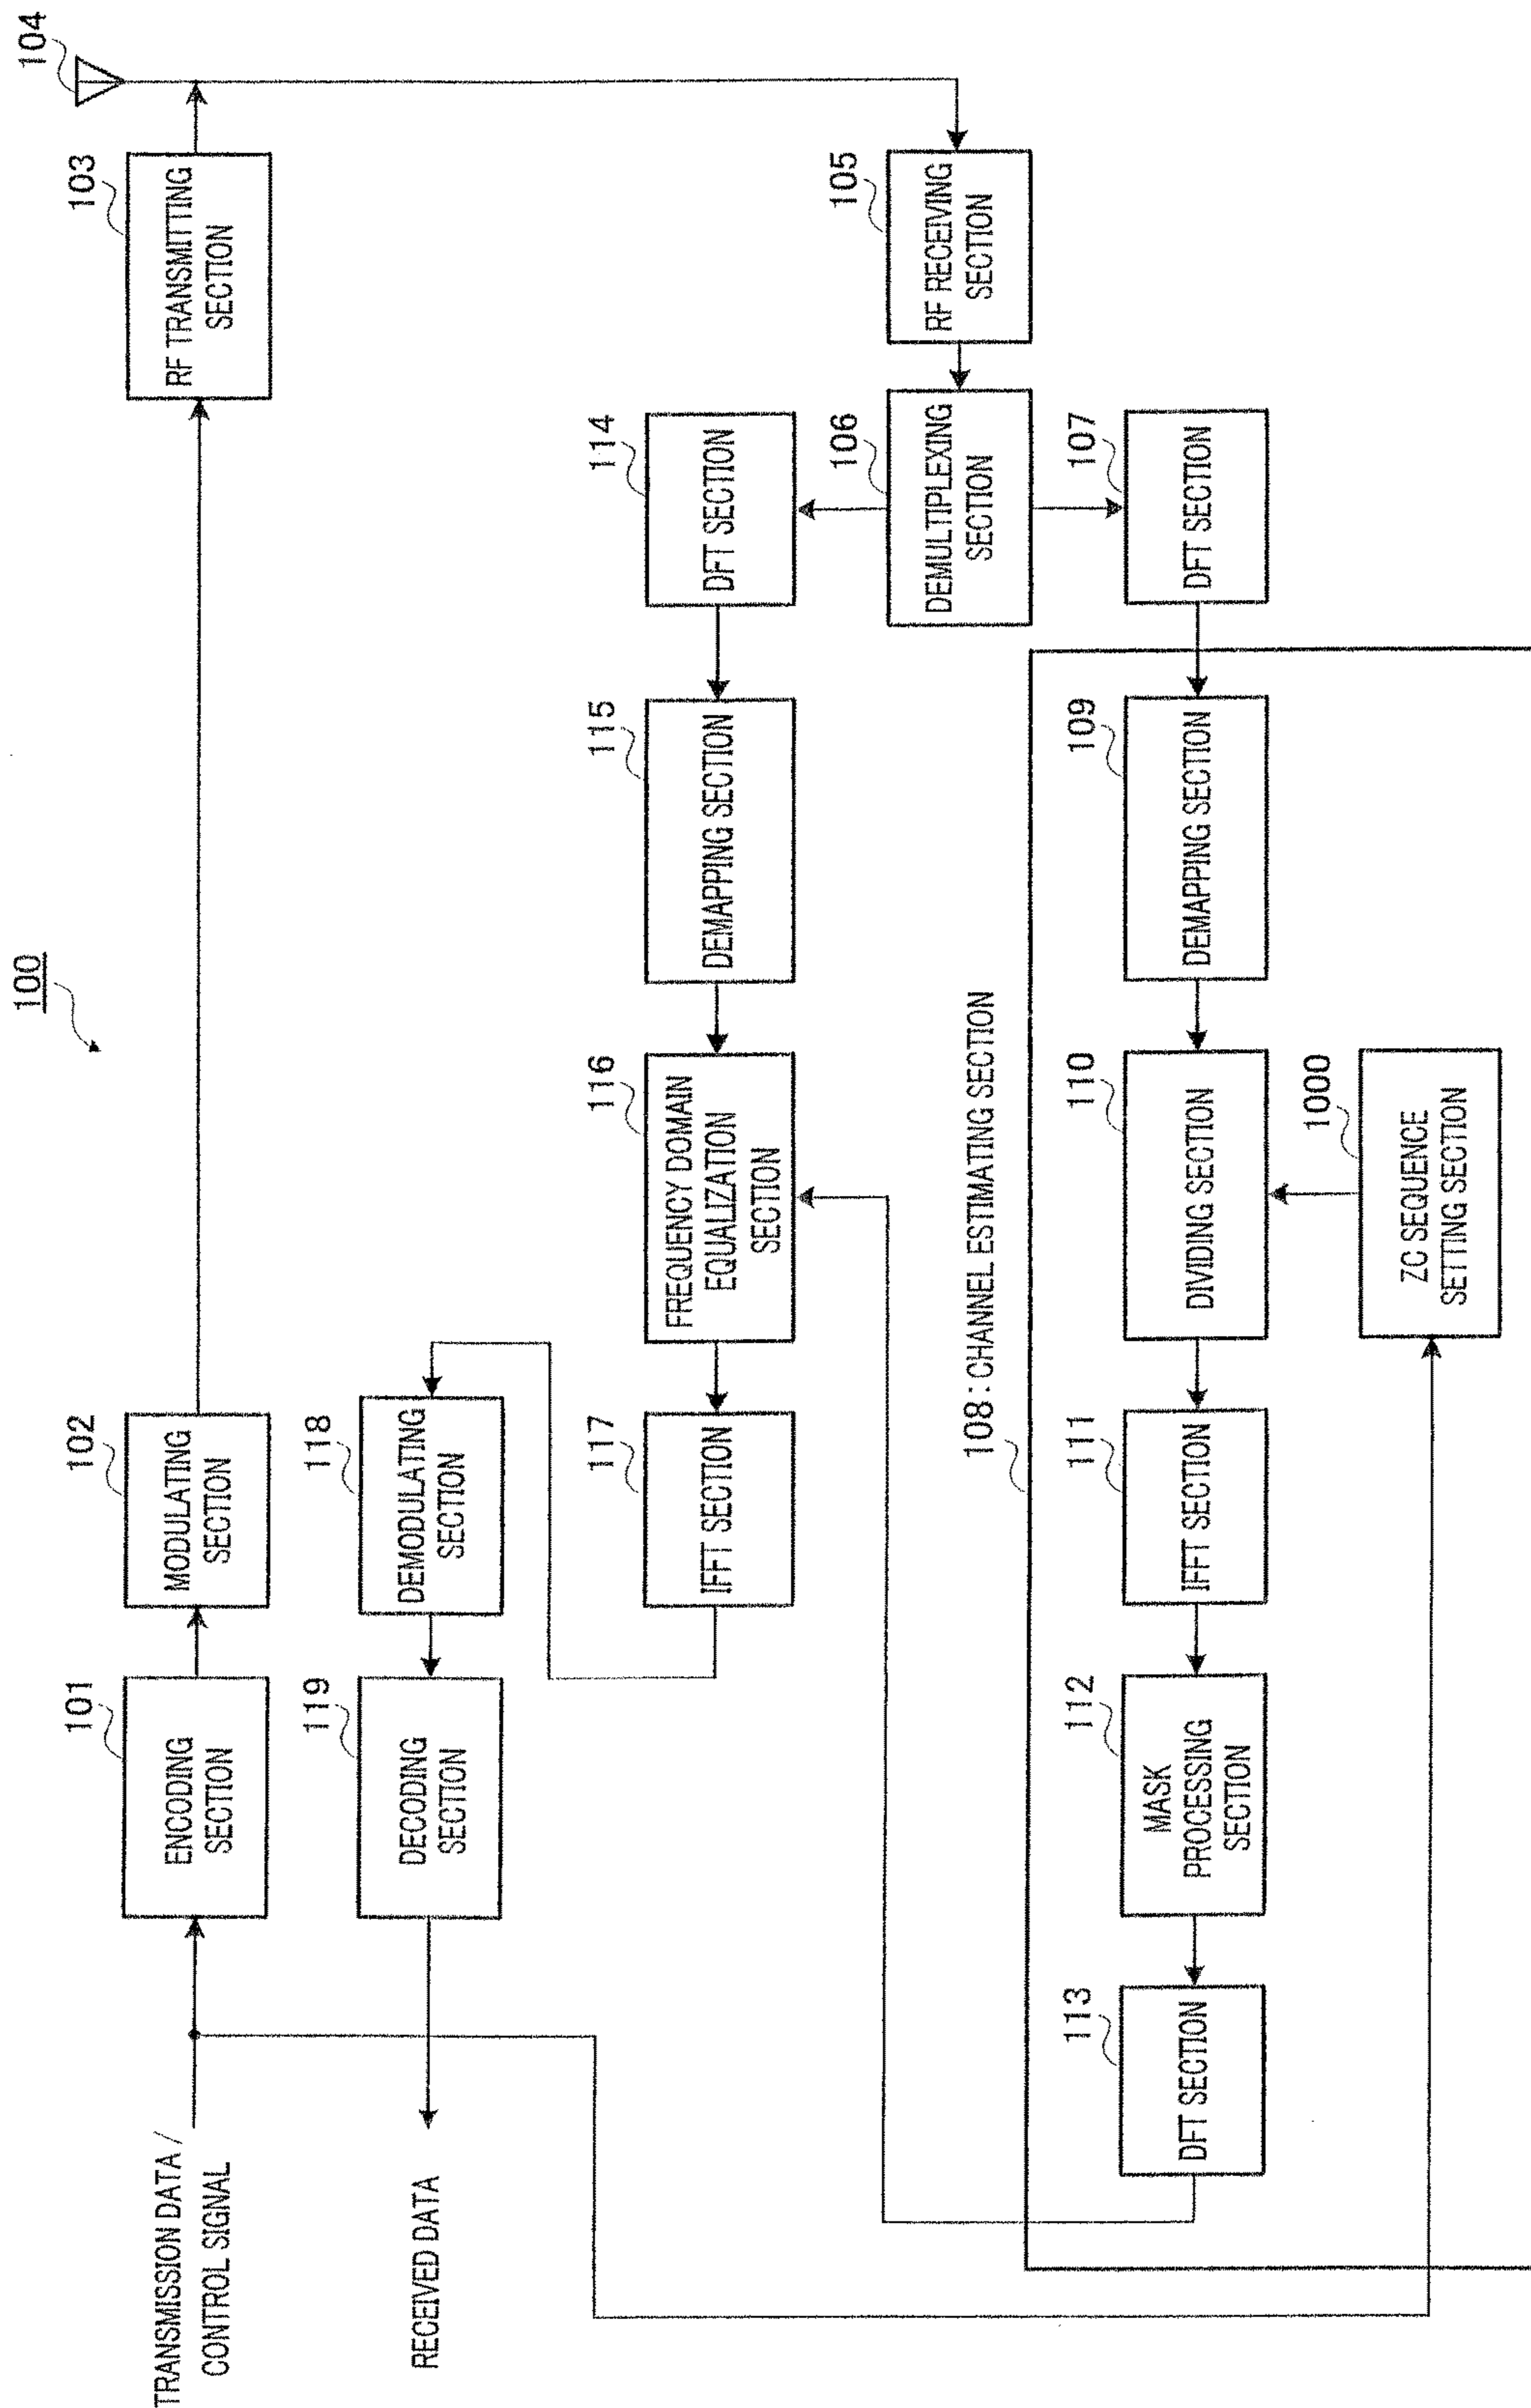 100
TRANSMISSION DATA /
CONTROL SIGNAL
101
ENCODING
SECTION
102
MODULATING
SECTION
103
RF TRANSMITTING
SECTION
104
RECEIVED DATA
119
DECODING
SECTION
118
DEMODULATING
SECTION
117
IFFT SECTION
116
FREQUENCY DOMAIN
EQUALIZATION
SECTION
115
DEMAPPING SECTION
114
DFT SECTION
106
DEMULTIPLEXING
SECTION
105
RF RECEIVING
SECTION
108 : CHANNEL ESTIMATING SECTION
113
DFT SECTION
112
MASK
PROCESSING
SECTION
111
IFFT SECTION
110
DIVIDING SECTION
109
DEMAPPING SECTION
107
DFT SECTION
1000
ZC SEQUENCE
SETTING SECTION